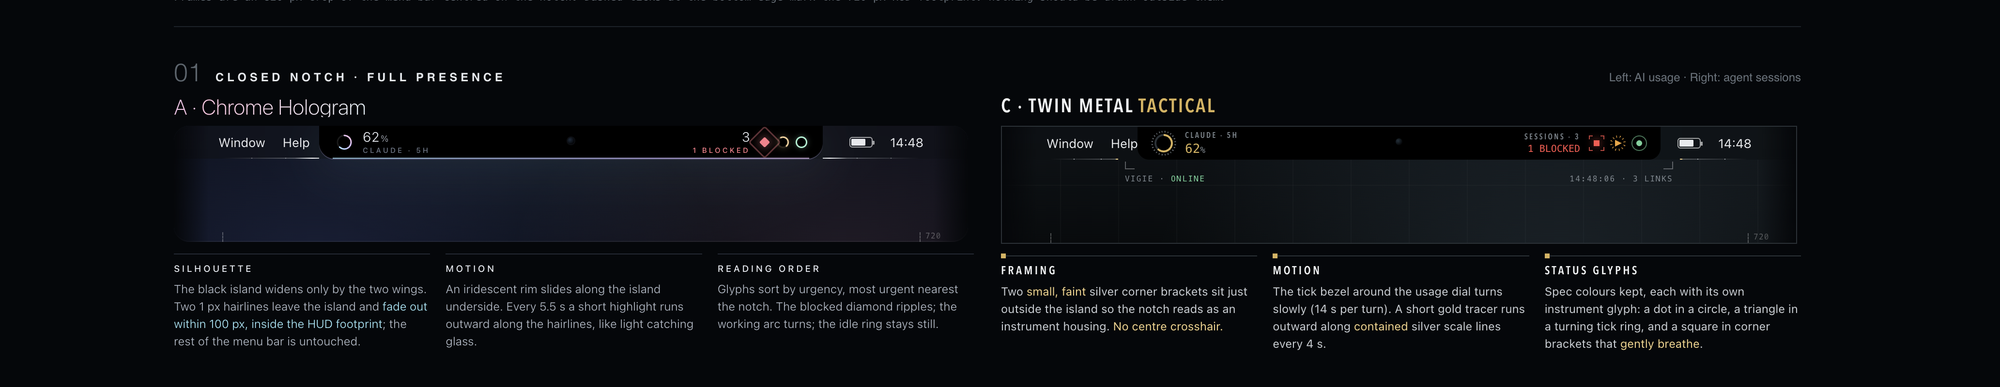 01 CLOSED NOTCH · FULL PRESENCE
Left: AI usage · Right: agent sessions
A · Chrome Hologram
Window Help
62%
CLAUDE · 5H
3
1 BLOCKED
14:48
720
SILHOUETTE
The black island widens only by the two wings.
Two 1 px hairlines leave the island and fade out
within 100 px, inside the HUD footprint; the
rest of the menu bar is untouched.
MOTION
An iridescent rim slides along the island
underside. Every 5.5 s a short highlight runs
outward along the hairlines, like light catching
glass.
READING ORDER
Glyphs sort by urgency, most urgent nearest
the notch. The blocked diamond ripples; the
working arc turns; the idle ring stays still.
C · TWIN METAL TACTICAL
Window Help
CLAUDE · 5H
62%
SESSIONS · 3
1 BLOCKED
14:48
VIGIE · ONLINE
14:48:06 · 3 LINKS
720
FRAMING
Two small, faint silver corner brackets sit just
outside the island so the notch reads as an
instrument housing. No centre crosshair.
MOTION
The tick bezel around the usage dial turns
slowly (14 s per turn). A short gold tracer runs
outward along contained silver scale lines
every 4 s.
STATUS GLYPHS
Spec colours kept, each with its own
instrument glyph: a dot in a circle, a triangle in
a turning tick ring, and a square in corner
brackets that gently breathe.